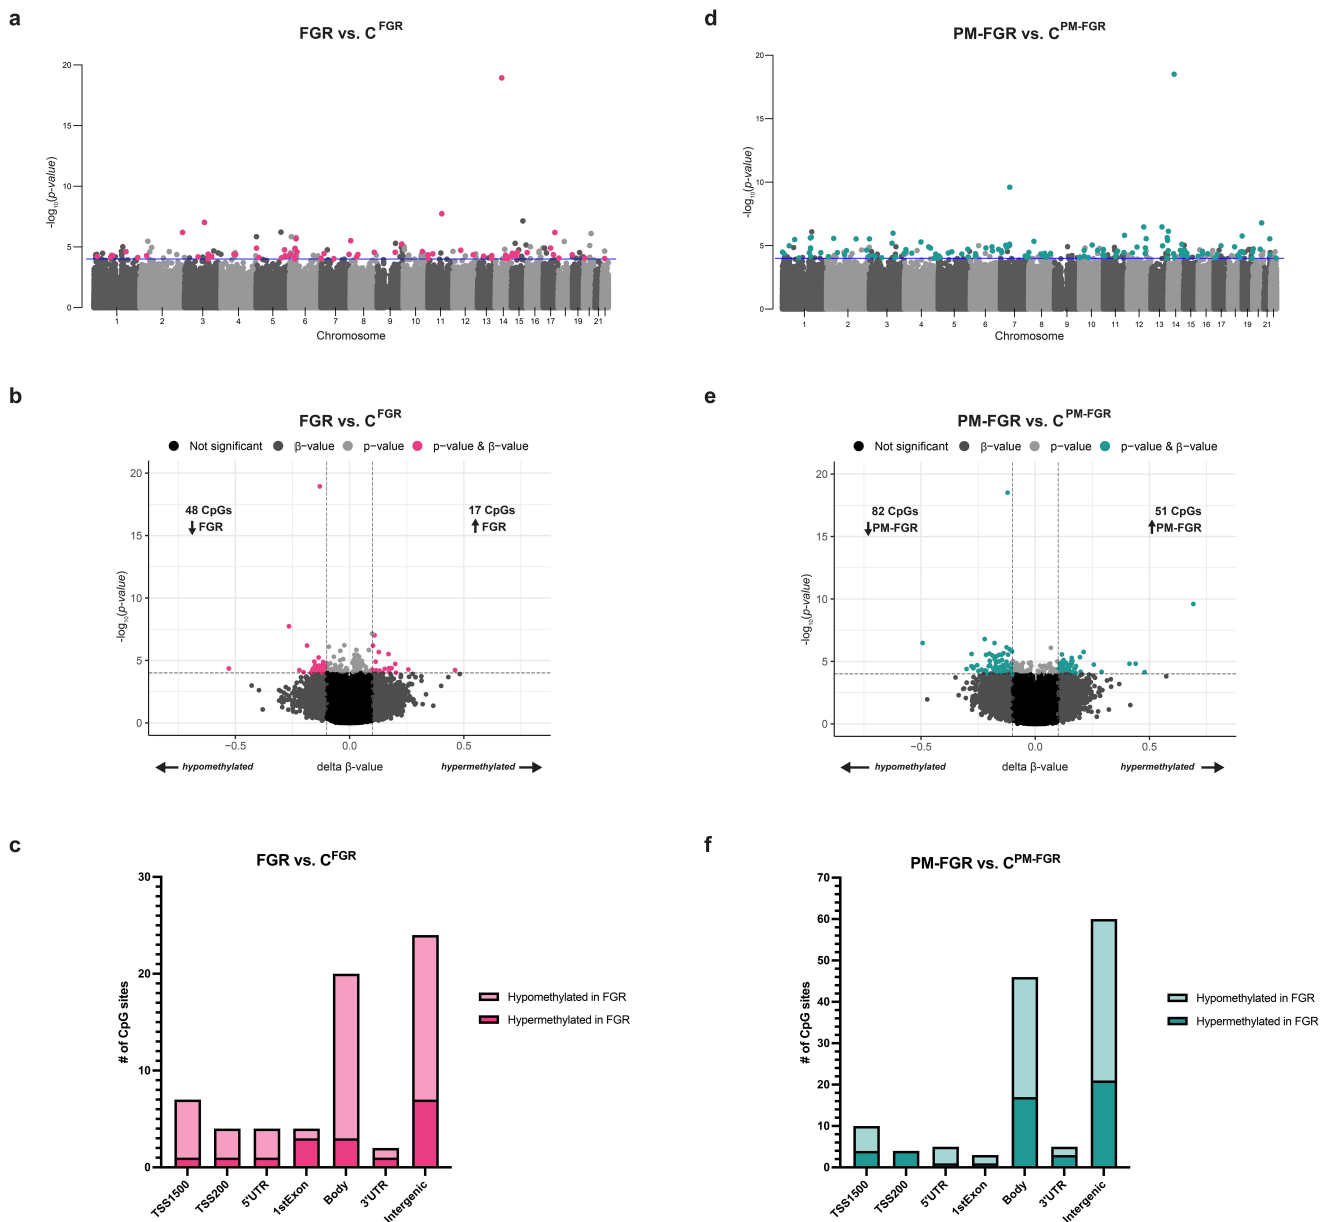 a
FGR vs. C^FGR
20
15
10
5
0
-log10(p-value)
1 2 3 4 5 6 7 8 9 10 11 12 13 14 15 16 17 18 19 21
Chromosome
d
PM-FGR vs. C^PM-FGR
20
15
10
5
0
-log10(p-value)
1 2 3 4 5 6 7 8 9 10 11 12 13 14 15 16 17 18 19 21
Chromosome
b
FGR vs. C^FGR
Not significant β-value p-value p-value & β-value
48 CpGs
↓ FGR
17 CpGs
↑ FGR
20
15
10
5
0
-log10(p-value)
−0.5 0.0 0.5
hypomethylated delta β-value hypermethylated
e
PM-FGR vs. C^PM-FGR
Not significant β-value p-value p-value & β-value
82 CpGs
↓PM-FGR
51 CpGs
↑PM-FGR
20
15
10
5
0
-log10(p-value)
−0.5 0.0 0.5
hypomethylated delta β-value hypermethylated
c
FGR vs. C^FGR
30
20
10
0
# of CpG sites
Hypomethylated in FGR
Hypermethylated in FGR
TSS1500 TSS200 5'UTR 1stExon Body 3'UTR Intergenic
f
PM-FGR vs. C^PM-FGR
70
60
50
40
30
20
10
0
# of CpG sites
Hypomethylated in FGR
Hypermethylated in FGR
TSS1500 TSS200 5'UTR 1stExon Body 3'UTR Intergenic